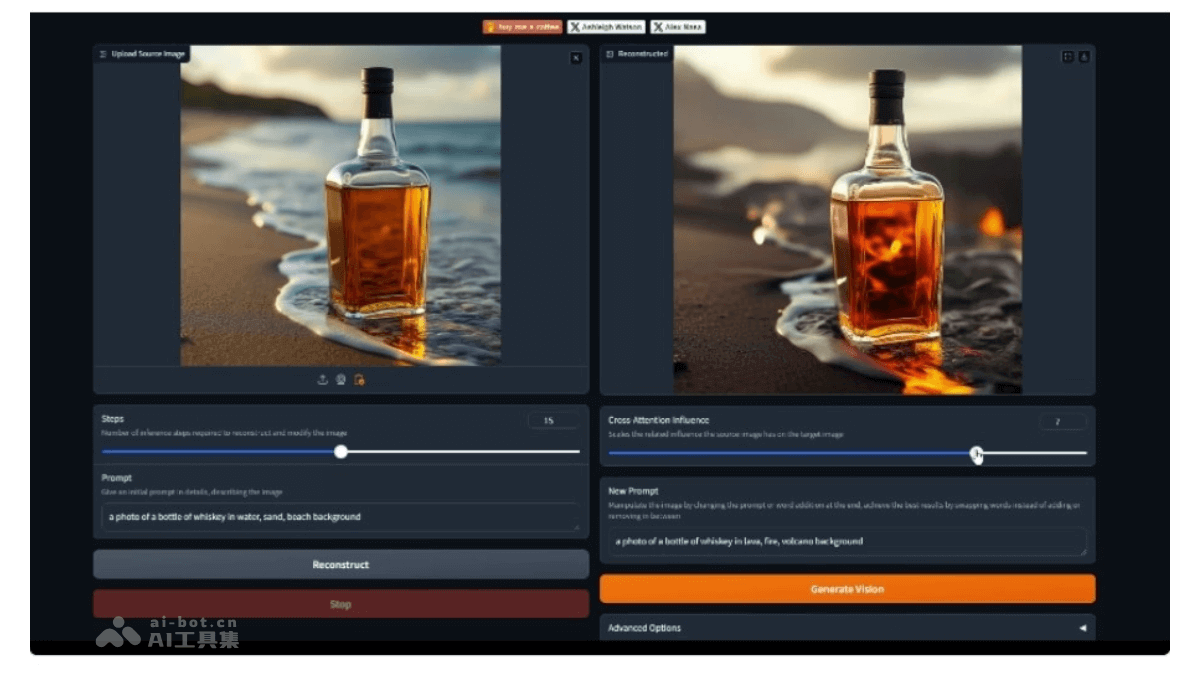 buy me a coffee
Ashleigh Watson
Upload Source Image
Reconstructed
Steps
15
Number of inference steps required to reconstruct and modify the image
Prompt
Give an initial prompt in details, describing the image
a photo of a bottle of whiskey in water, sand, beach background
Reconstruct
Stop
Cross Attention Influence
7
Scales the related influence the source image has on the target image
New Prompt
Manipulate the image by changing the prompt or word addition at the end, achieve the best results by swapping words instead of adding or
removing in between
a photo of a bottle of whiskey in lava, fire, volcano background
Generate Vision
Advanced Options
ai-bot.cn
AI工具集